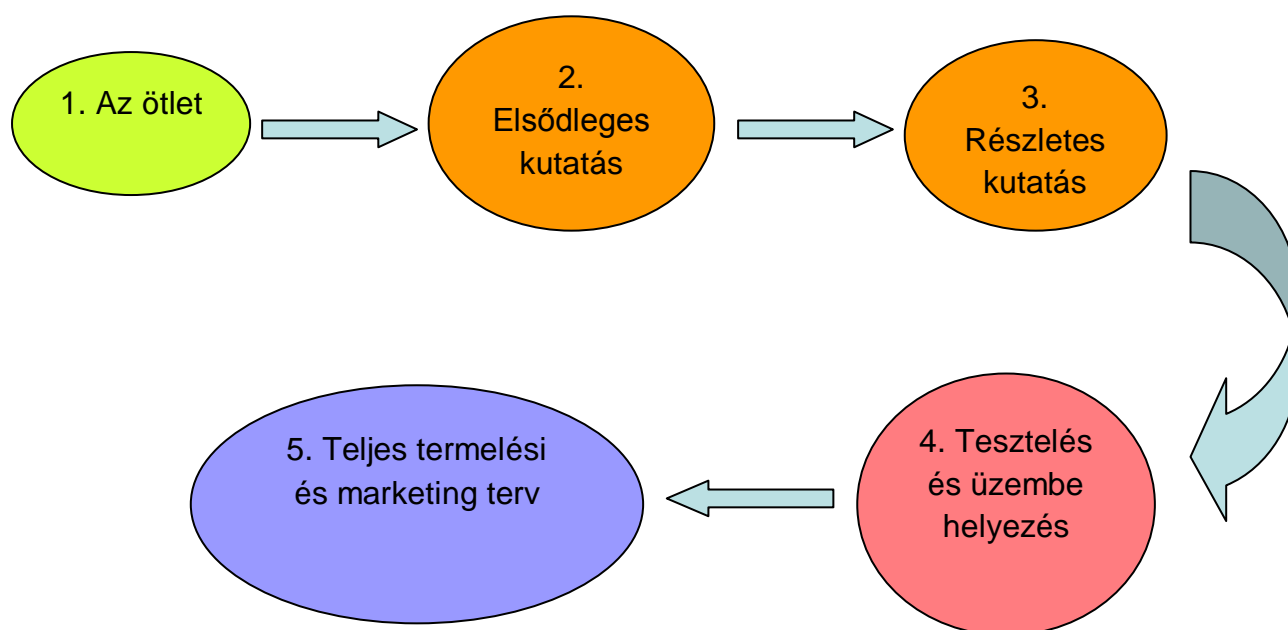 1. Az ötlet
2.
Elsődleges
kutatás
3.
Részletes
kutatás
4. Tesztelés
és üzembe
helyezés
5. Teljes termelési
és marketing terv